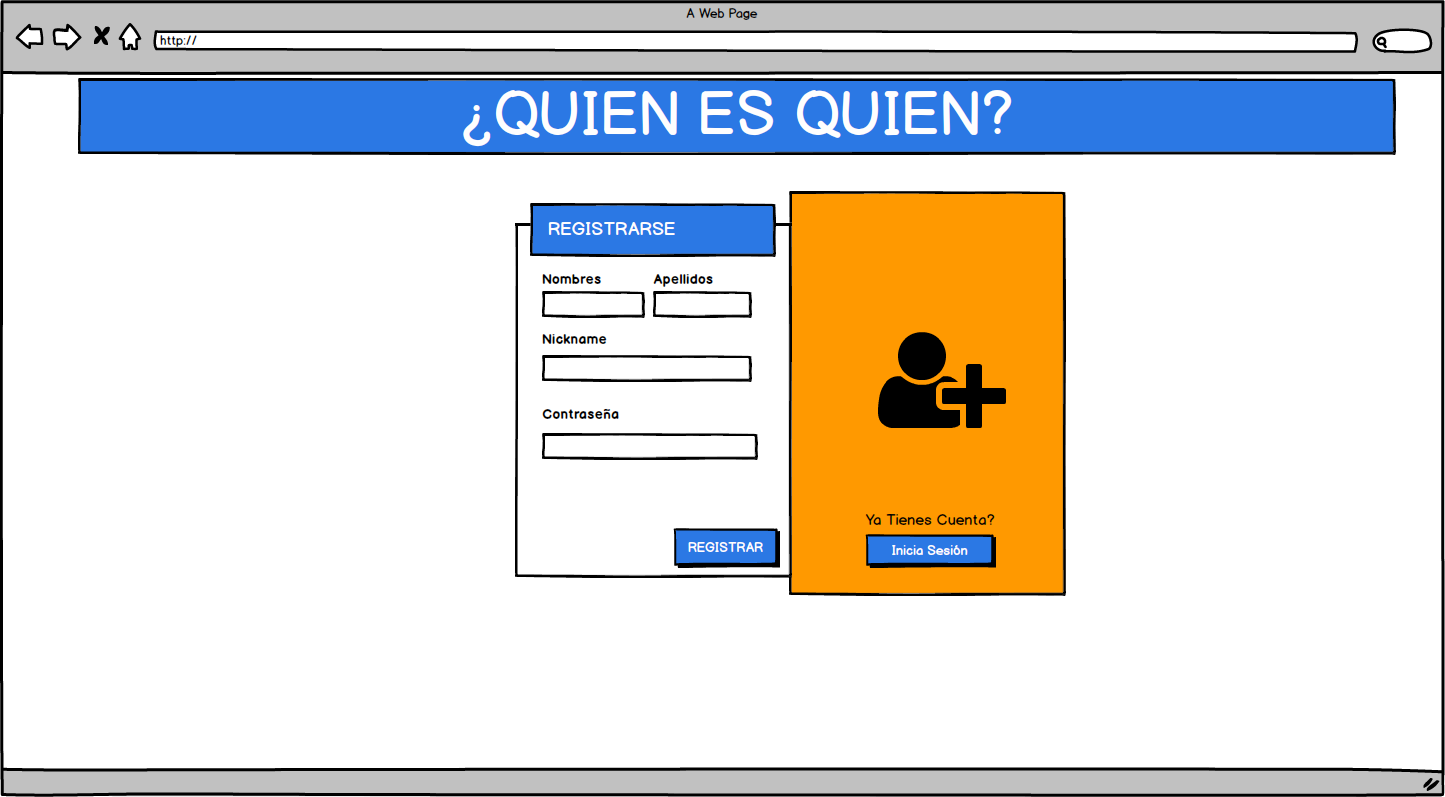 A Web Page
http://
¿QUIEN ES QUIEN?
REGISTRARSE
Nombres Apellidos
Nickname
Contraseña
REGISTRAR
Ya Tienes Cuenta?
Inicia Sesión